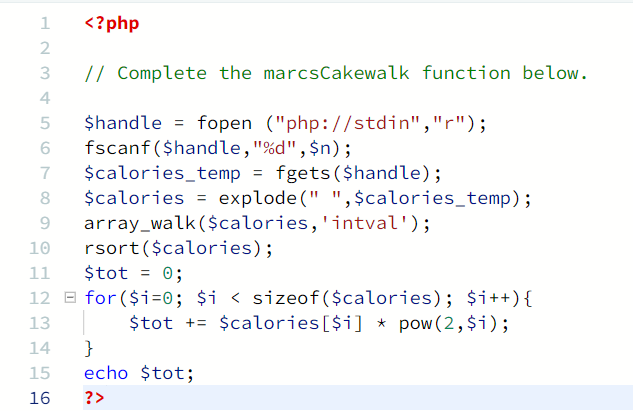 1 <?php
2
3 // Complete the marcsCakewalk function below.
4
5 $handle = fopen ("php://stdin","r");
6 fscanf($handle,"%d",$n);
7 $calories_temp = fgets($handle);
8 $calories = explode(" ",$calories_temp);
9 array_walk($calories,'intval');
10 rsort($calories);
11 $tot = 0;
12 for($i=0; $i < sizeof($calories); $i++){
13     $tot += $calories[$i] * pow(2,$i);
14 }
15 echo $tot;
16 ?>